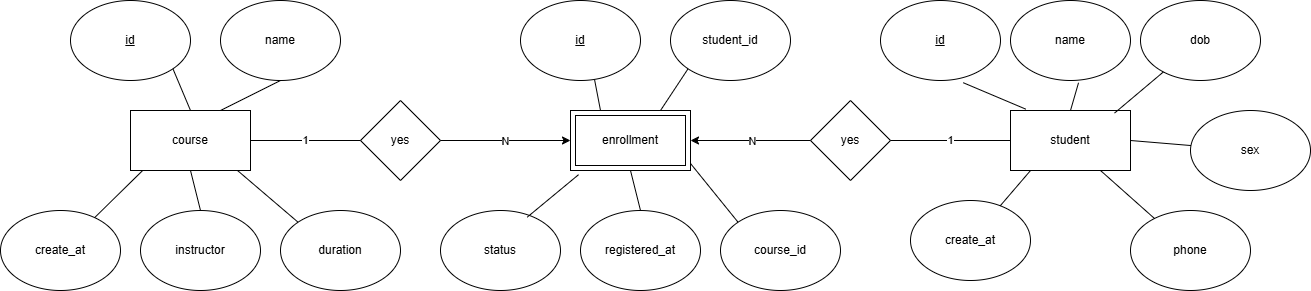 id
name
id
student_id
id
name
dob
course
1
yes
N
enrollment
N
yes
1
student
sex
create_at
instructor
duration
status
registered_at
course_id
create_at
phone